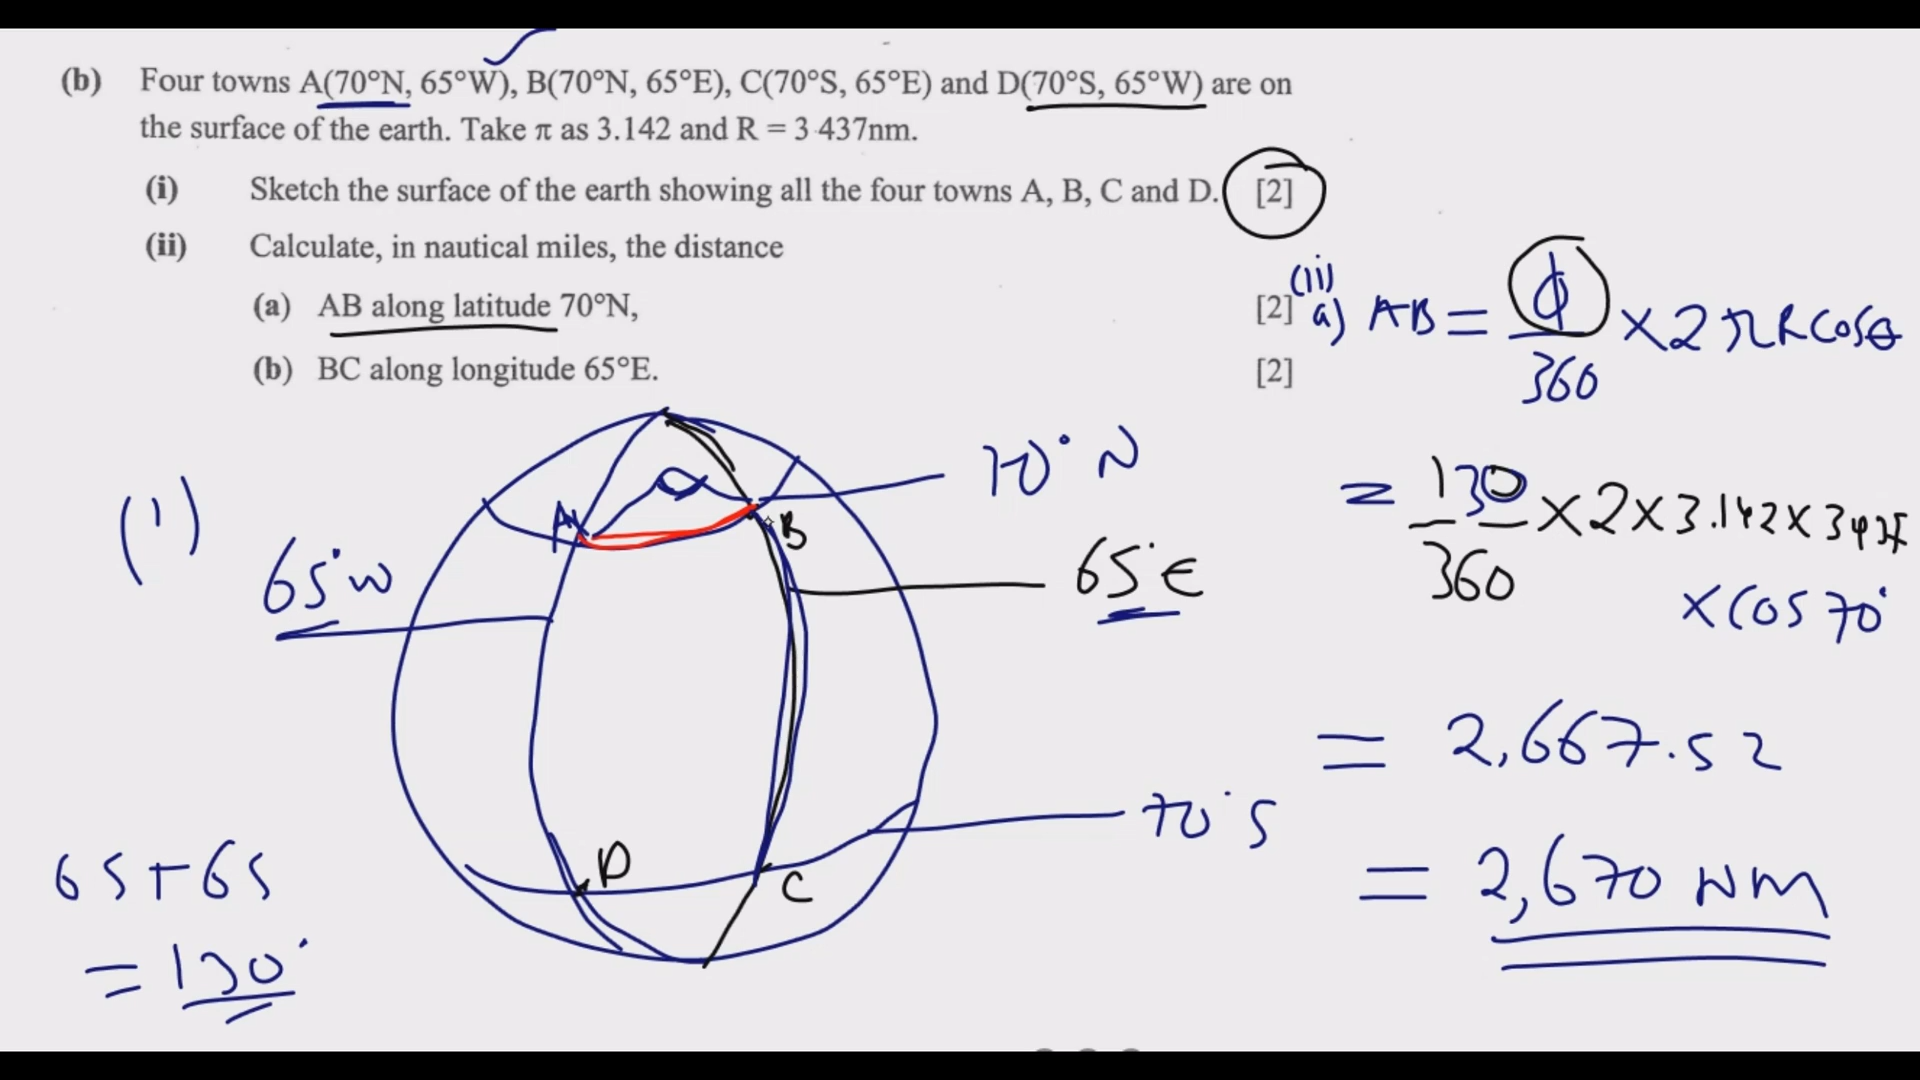 (b) Four towns A(70°N, 65°W), B(70°N, 65°E), C(70°S, 65°E) and D(70°S, 65°W) are on
the surface of the earth. Take π as 3.142 and R = 3 437nm.
(i) Sketch the surface of the earth showing all the four towns A, B, C and D. [2]
(ii) Calculate, in nautical miles, the distance
(a) AB along latitude 70°N, [2]
(b) BC along longitude 65°E. [2]
(ii)
a) AB = ϕ/360 × 2πRcosθ
= 130/360 × 2 × 3.142 × 3437
× cos 70°
= 2,667.52
= 2,670 NM
(i)
70° N
A
B
65° W
65° E
70° S
D
C
65+65
= 130°